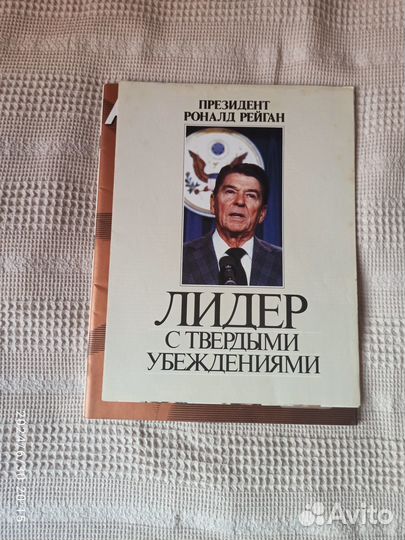 ПРЕЗИДЕНТ
РОНАЛД РЕЙГАН
ЛИДЕР
С ТВЕРДЫМИ
УБЕЖДЕНИЯМИ
Avito